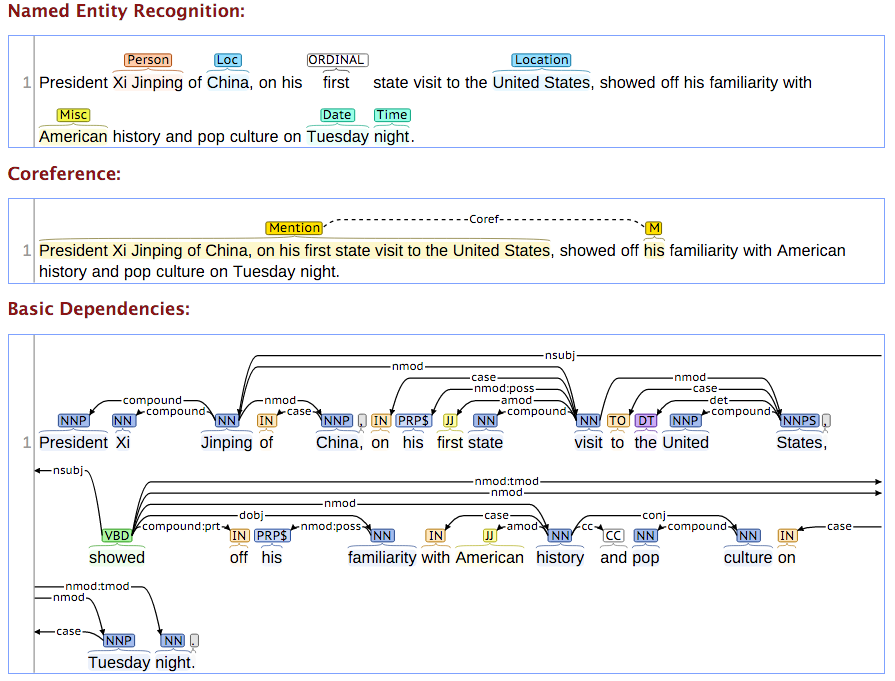 Named Entity Recognition:
Person Loc ORDINAL Location
1 President Xi Jinping of China, on his first state visit to the United States, showed off his familiarity with
Misc Date Time
American history and pop culture on Tuesday night.
Coreference:
Mention Coref M
1 President Xi Jinping of China, on his first state visit to the United States, showed off his familiarity with American
history and pop culture on Tuesday night.
Basic Dependencies:
nsubj
nmod
case nmod
nmod:poss case
compound nmod amod det
compound case compound compound
NNP NNN NN IN NNP , IN PRP$ JJ NN NN TO DT NNP NNPS ,
1 President Xi Jinping of China, on his first state visit to the United States,
nsubj nmod:tmod
nmod
nmod
dobj case conj
compound:prt nmod:poss amod cc compound case
VBD IN PRP$ NN IN JJ NN CC NN NN IN
showed off his familiarity with American history and pop culture on
nmod:tmod
nmod
case
NNP NN .
Tuesday night.